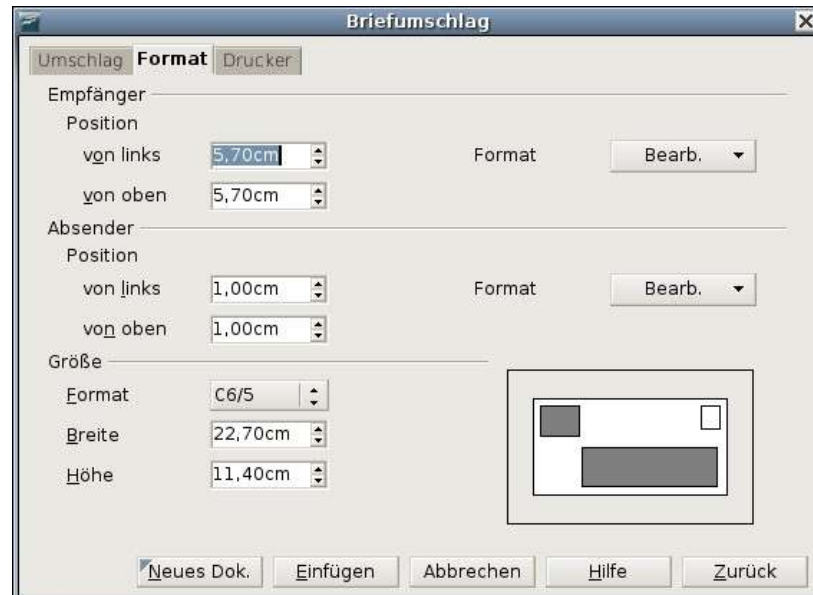 Briefumschlag
Umschlag Format Drucker
Empfänger
Position
von links 5,70cm Format Bearb.
von oben 5,70cm
Absender
Position
von links 1,00cm Format Bearb.
von oben 1,00cm
Größe
Format C6/5
Breite 22,70cm
Höhe 11,40cm
Neues Dok. Einfügen Abbrechen Hilfe Zurück